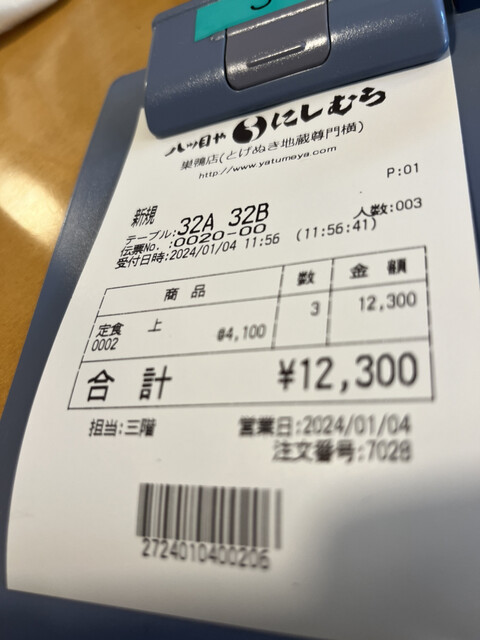 八ツ目や にしむら
巣鴨店(とげぬき地蔵尊門横)
http://www.yatumeya.com
P:01
新規
テーブル:32A 32B 人数:003
伝票No. :0020-00
受付日時:2024/01/04 11:56 (11:56:41)
商 品 数 金 額
定食 上
0002 @4,100 3 12,300
合 計 ¥12,300
担当:三階 営業日:2024/01/04
注文番号:7028
2724010400206